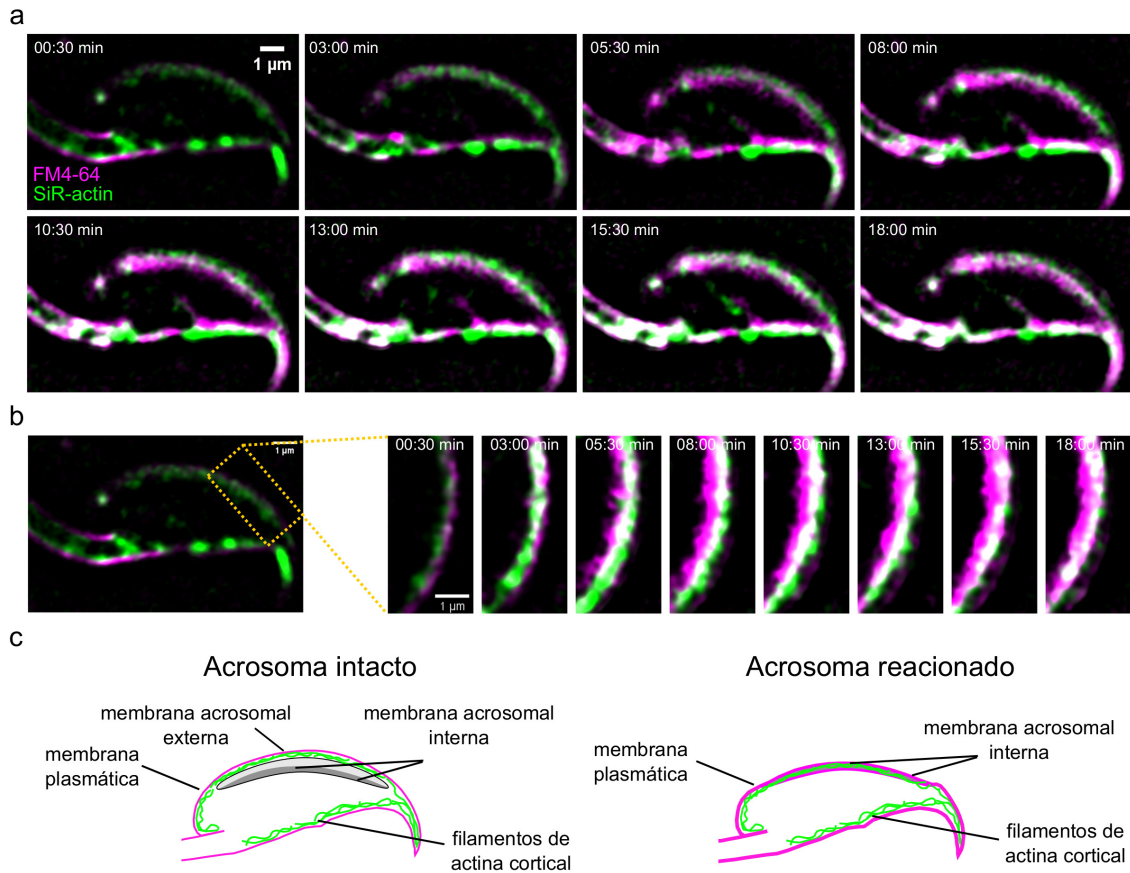 a
00:30 min
1 µm
03:00 min
05:30 min
08:00 min
FM4-64
SiR-actin
10:30 min
13:00 min
15:30 min
18:00 min
b
1 µm
00:30 min
03:00 min
05:30 min
08:00 min
10:30 min
13:00 min
15:30 min
18:00 min
1 µm
c
Acrosoma intacto
membrana acrosomal
externa
membrana acrosomal
interna
membrana
plasmática
filamentos de
actina cortical
Acrosoma reacionado
membrana
plasmática
membrana acrosomal
interna
filamentos de
actina cortical